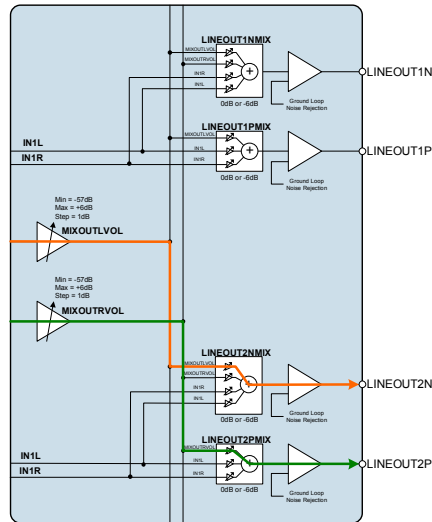 LINEOUT1NMIX
MIXOUTLVOL
MIXOUTRVOL
IN1R
IN1L
0dB or -6dB
Ground Loop
Noise Rejection
LINEOUT1N
LINEOUT1PMIX
MIXOUTLVOL
IN1L
IN1R
0dB or -6dB
Ground Loop
Noise Rejection
LINEOUT1P
IN1L
IN1R
Min = -57dB
Max = +6dB
Step = 1dB
MIXOUTLVOL
Min = -57dB
Max = +6dB
Step = 1dB
MIXOUTRVOL
LINEOUT2NMIX
MIXOUTLVOL
MIXOUTRVOL
IN1R
IN1L
0dB or -6dB
Ground Loop
Noise Rejection
LINEOUT2N
LINEOUT2PMIX
MIXOUTRVOL
IN1L
IN1R
0dB or -6dB
Ground Loop
Noise Rejection
LINEOUT2P
IN1L
IN1R